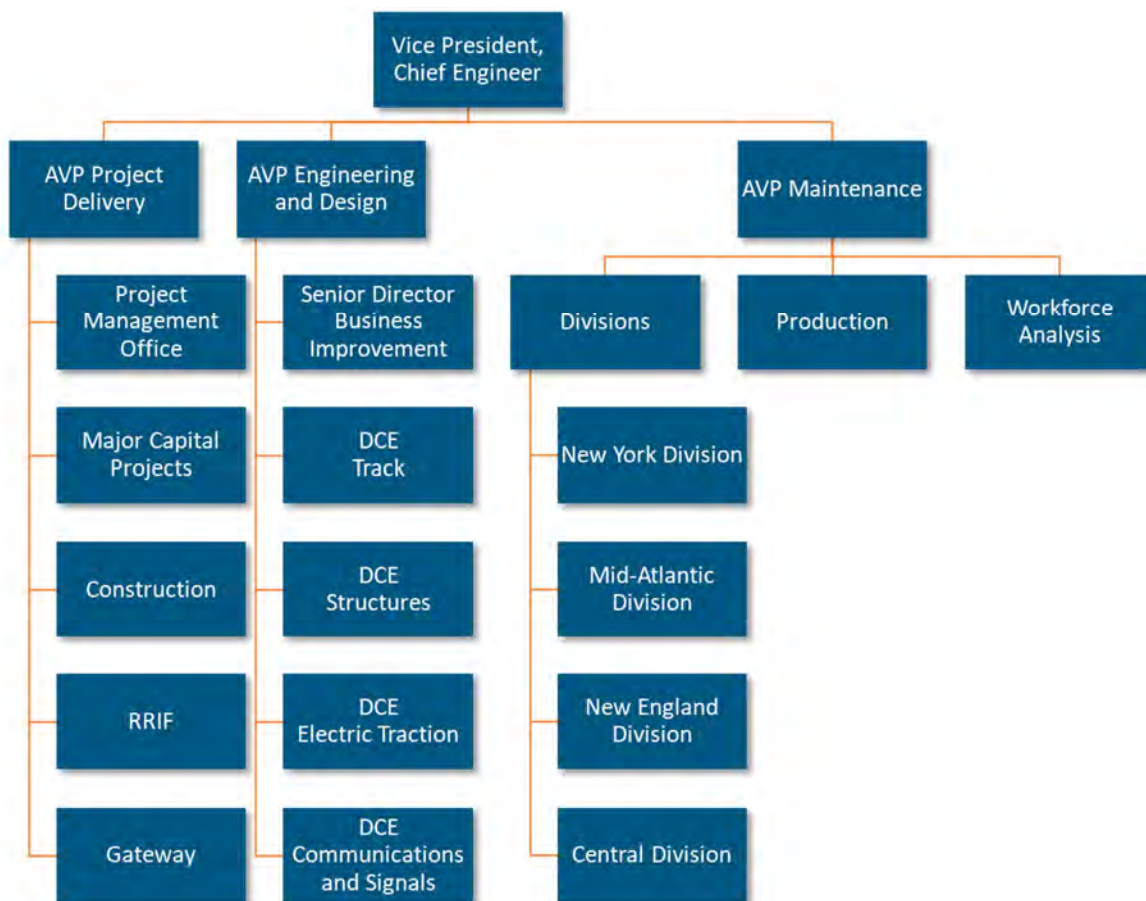 Vice President,
Chief Engineer
AVP Project
Delivery
AVP Engineering
and Design
AVP Maintenance
Project
Management
Office
Senior Director
Business
Improvement
Divisions
Production
Workforce
Analysis
Major Capital
Projects
DCE
Track
New York Division
Construction
DCE
Structures
Mid-Atlantic
Division
RRIF
DCE
Electric Traction
New England
Division
Gateway
DCE
Communications
and Signals
Central Division